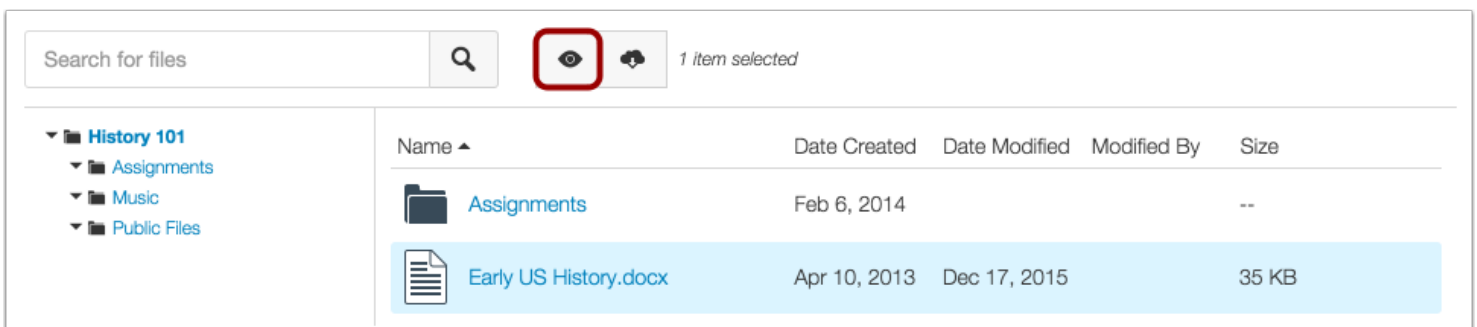 Search for files
1 item selected
History 101
Assignments
Music
Public Files
Name Date Created Date Modified Modified By Size
Assignments Feb 6, 2014 --
Early US History.docx Apr 10, 2013 Dec 17, 2015 35 KB